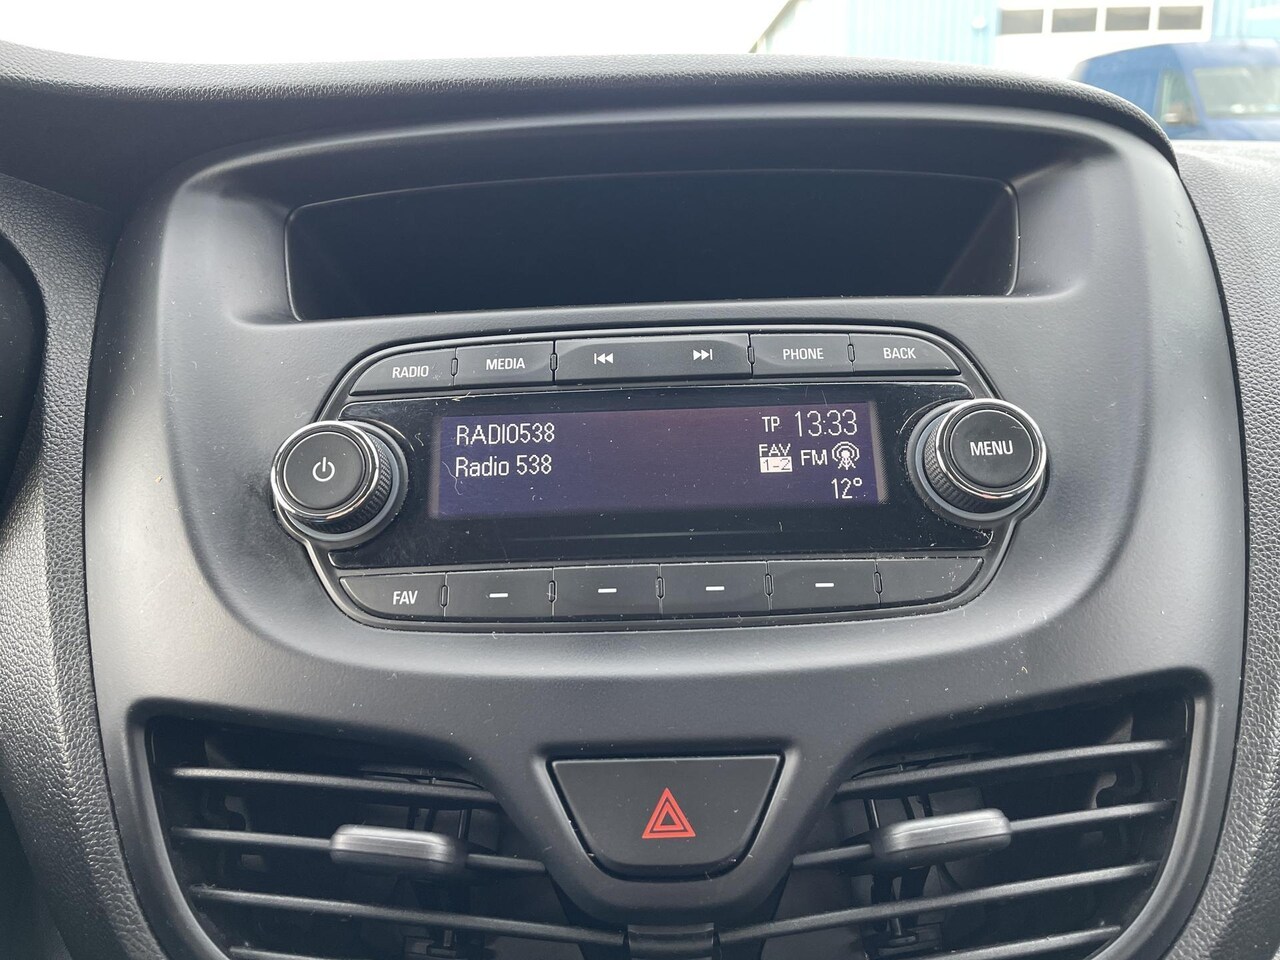 RADIO
MEDIA
PHONE
BACK
RADIO538
TP 13:33
Radio 538
FAV
1-2
FM
12°
MENU
FAV